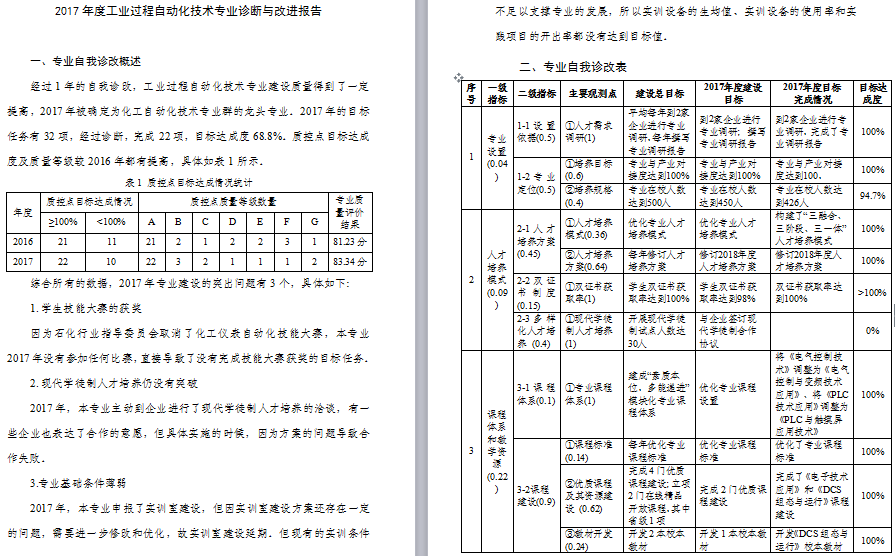 2017 年度工业过程自动化技术专业诊断与改进报告
一、专业自我诊改概述
经过 1 年的自我诊改，工业过程自动化技术专业建设质量得到了一定
提高，2017 年被确定为化工自动化技术专业群的龙头专业。2017 年的目标
任务有 32 项，经过诊断，完成 22 项，目标达成度 68.8%。质控点目标达成
度及质量等级较 2016 年都有提高，具体如表 1 所示。
表 1 质控点目标达成情况统计
年度 质控点目标达成情况 质控点质量等级数量 专业质量评价结果
≥100% <100% A B C D E F G
2016 21 11 21 2 1 2 2 3 1 81.23 分
2017 22 10 22 3 2 1 1 1 2 83.34 分
综合所有的数据，2017 年专业建设的突出问题有 3 个，具体如下：
1. 学生技能大赛的获奖
因为石化行业指导委员会取消了化工仪表自动化技能大赛，本专业
2017 年没有参加任何比赛，直接导致了没有完成技能大赛获奖的目标任务。
2. 现代学徒制人才培养仍没有突破
2017 年，本专业主动到企业进行了现代学徒制人才培养的洽谈，有一
些企业也表达了合作的意愿，但具体实施的时候，因为方案的问题导致合
作失败。
3.专业基础条件薄弱
2017 年，本专业申报了实训室建设，但因实训室建设方案还存在一定
的问题，需要进一步修改和优化，故实训室建设延期。但现有的实训条件
不足以支撑专业的发展，所以实训设备的生均值、实训设备的使用率和实
践项目的开出率都没有达到目标值。
二、专业自我诊改表
序号 一级指标 二级指标 主要观测点 建设总目标 2017年度建设目标 2017年度目标完成情况 目标达成度
1 专业设置(0.04) 1-1 设置依据(0.5) ①人才需求调研(1) 平均每年到2家企业进行专业调研，每年撰写专业调研报告 到2家企业进行专业调研；撰写专业调研报告 到2家企业进行专业调研，完成了专业调研报告 100%
1-2 专业定位(0.5) ①培养目标(0.6) 专业与产业对接度达到100% 专业与产业对接度达到100% 专业与产业对接度达到100、 100%
②培养规格(0.4) 专业在校人数达到500人 专业在校人数达到450人 专业在校人数达到426人 94.7%
2 人才培养模式(0.09) 2-1 人才培养方案(0.45) ①人才培养模式(0.36) 优化专业人才培养模式 优化专业人才培养模式 构建了“三融合、三阶段、三一体”人才培养模式 100%
②人才培养方案(0.64) 每年修订人才培养方案 修订2018年度人才培养方案 修订2018年度人才培养方案 100%
2-2 双证书制度(0.15) ①双证书获取率(1) 学生双证书获取率达到100% 学生双证书获取率达到98% 双证书获取率达到100% >100%
2-3 多样化人才培养 (0.4) ①现代学徒制人才培养(1) 开展现代学徒制试点人数达30人 与企业签订现代学徒制合作协议 0%
3 课程体系和教学资源(0.22) 3-1 课程体系(0.1) ①专业课程体系(1) 建成“素质本位、多能递进”模块化专业课程体系 优化专业课程设置 将《电气控制技术》调整为《电气控制与变频技术应用》、将《PLC技术应用》调整为《PLC与触摸屏应用技术》 100%
3-2课程建设(0.9) ①课程标准(0.14) 每年优化专业课程标准 优化专业课程标准 优化了专业课程标准 100%
②优质课程及其资源建设 (0.62) 完成4门优质课程建设；立项2门在线精品开放课程，其中省级1项 完成2门优质课程建设 完成了《电子技术应用》和《DCS组态与运行》课程建设 100%
③教材开发(0.24) 开发2本校本教材 开发1本校本教材 开发《DCS组态与运行》校本教材 100%